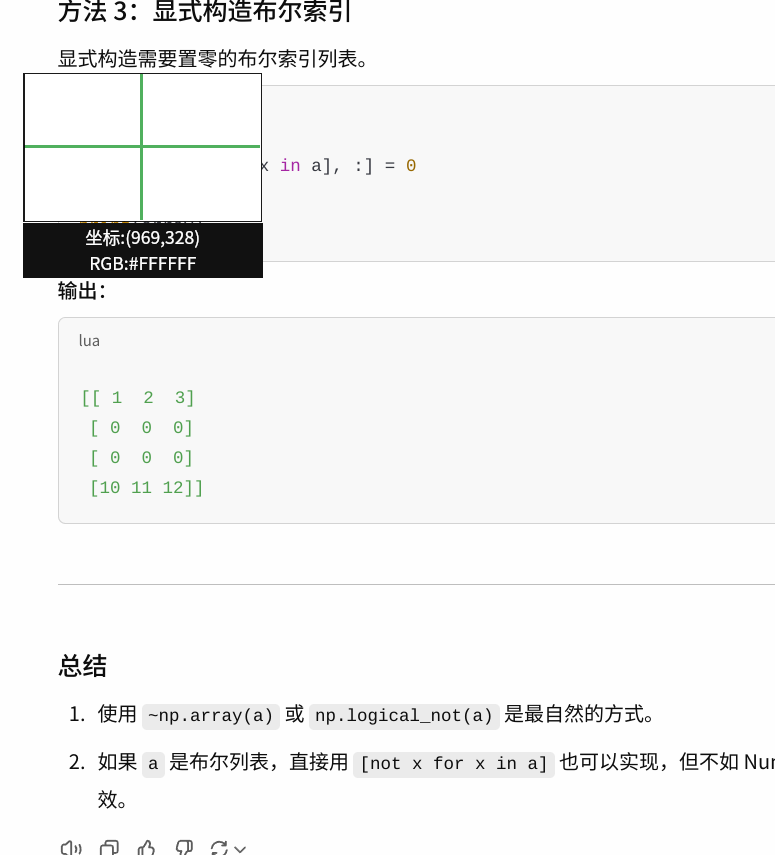 方法 3：显式构造布尔索引
显式构造需要置零的布尔索引列表。
x in a], :] = 0
坐标:(969,328)
RGB:#FFFFFF
输出：
lua
[[ 1 2 3]
[ 0 0 0]
[ 0 0 0]
[10 11 12]]
总结
1. 使用 ~np.array(a) 或 np.logical_not(a) 是最自然的方式。
2. 如果 a 是布尔列表，直接用 [not x for x in a] 也可以实现，但不如
效。